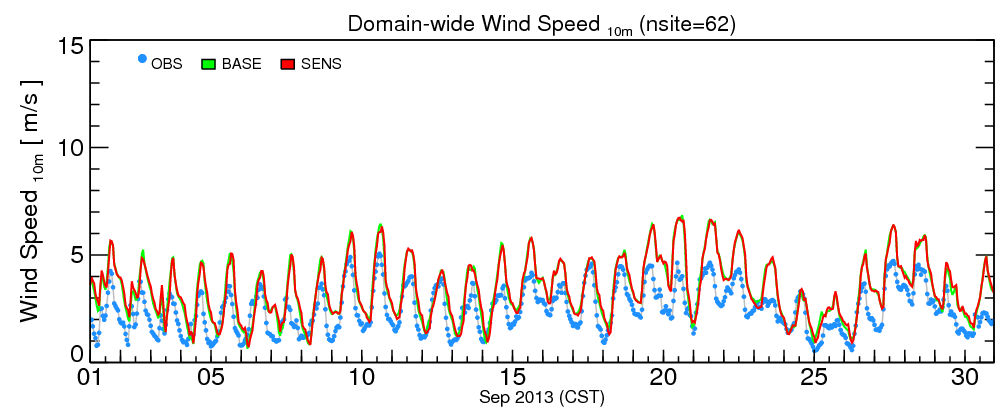 Domain-wide Wind Speed 10m (nsite=62)
OBS BASE SENS
Wind Speed 10m [ m/s ]
15
10
5
0
01 05 10 15 20 25 30
Sep 2013 (CST)